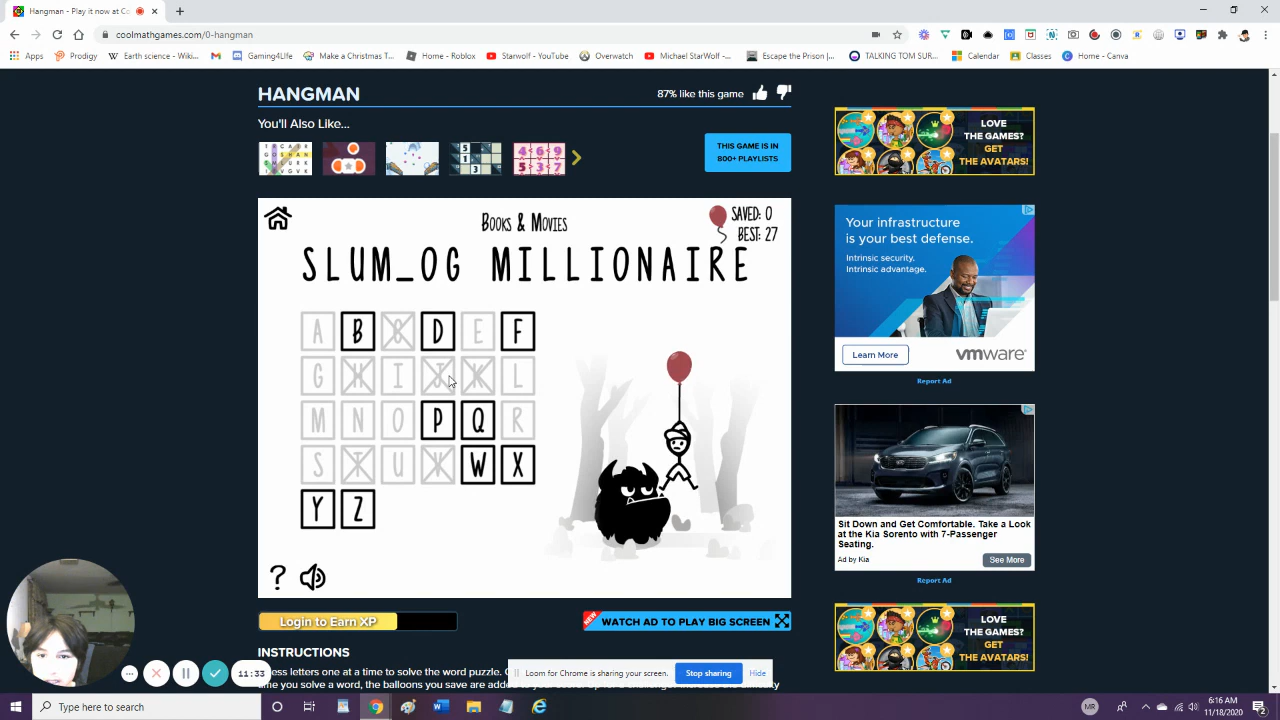 Hangman - Play it now at Co
coolmathgames.com/0-hangman
Apps
Prodigy
Earth science - Wiki...
Gaming4Life
Make a Christmas T...
Home - Roblox
Starwolf - YouTube
Michael StarWolf -...
Overwatch
Escape the Prison |...
TALKING TOM SUR...
Calendar
Classes
Home - Canva
HANGMAN
87% like this game
You'll Also Like...
THIS GAME IS IN
800+ PLAYLISTS
BOOKS & MOVIES
SAVED: 0
BEST: 27
SLUM_OG MILLIONAIRE
A B C D E F
G H I J K L
M N O P Q R
S T U V W X
Y Z
?
Login to Earn XP
NEW
WATCH AD TO PLAY BIG SCREEN
INSTRUCTIONS
LOVE
THE GAMES?
GET
THE AVATARS!
Your infrastructure
is your best defense.
Intrinsic security.
Intrinsic advantage.
Learn More
vmware
Report Ad
Sit Down and Get Comfortable. Take a Look
at the Kia Sorento with 7-Passenger
Seating.
Ad by Kia
See More
Report Ad
LOVE
THE GAMES?
GET
THE AVATARS!
11:33
Loom for Chrome is sharing your screen.
Stop sharing
Hide
Type here to search
MR
6:16 AM
11/18/2020